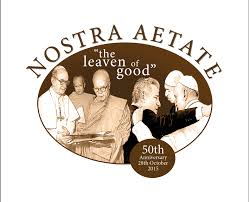 NOSTRA AETATE
"the
leaven of
good"
50th
Anniversary
28th October
2015